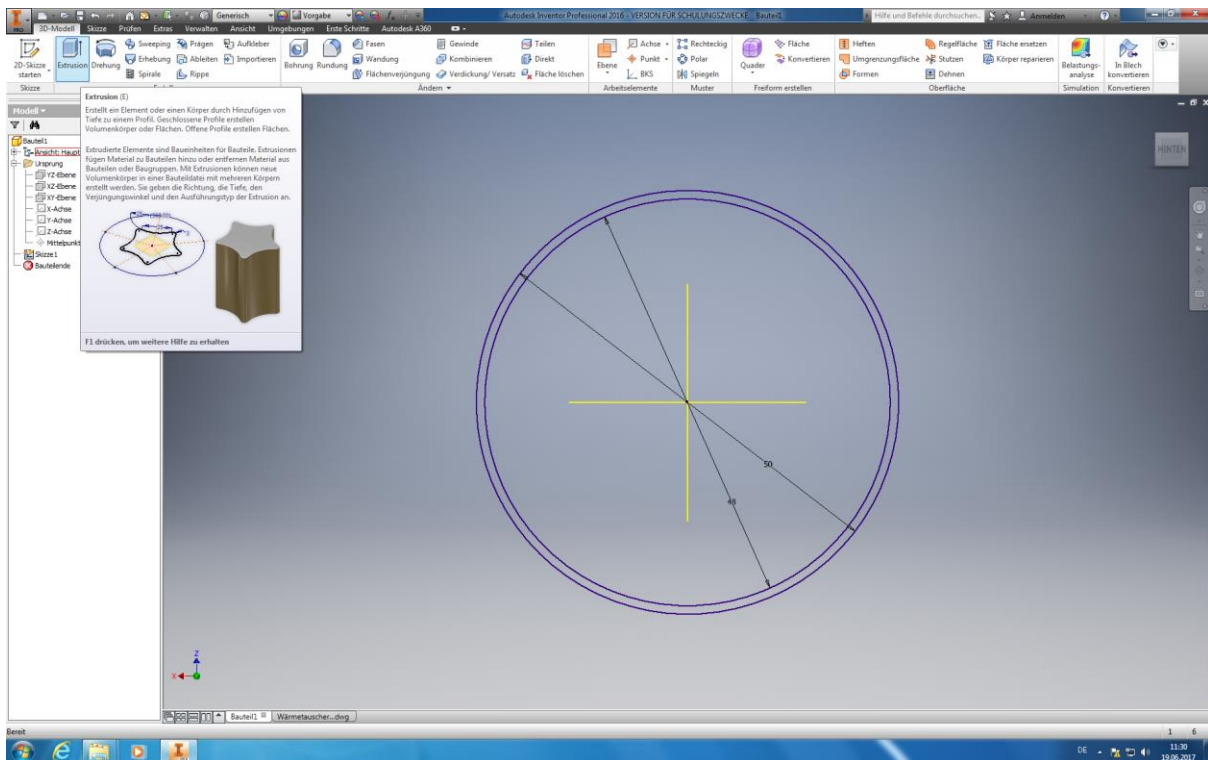 Generisch
Vorgabe
Autodesk Inventor Professional 2016 - VERSION FÜR SCHULUNGSZWECKE Bauteil1
Hilfe und Befehle durchsuchen...
Anmelden
PRO
3D-Modell Skizze Prüfen Extras Verwalten Ansicht Umgebungen Erste Schritte Autodesk A360
2D-Skizze starten
Extrusion
Drehung
Sweeping Prägen Aufkleber
Erhebung Ableiten Importieren
Spirale Rippe
Bohrung
Rundung
Fasen Gewinde Teilen
Wandung Kombinieren Direkt
Flächenverjüngung Verdickung/ Versatz Fläche löschen
Ebene
Achse
Punkt
BKS
Rechteckig
Polar
Spiegeln
Quader
Fläche
Konvertieren
Heften Regelfläche Fläche ersetzen
Umgrenzungsfläche Stutzen Körper reparieren
Formen Dehnen
Belastungs-
analyse
In Blech
konvertieren
Skizze
Ändern
Arbeitselemente
Muster
Freiform erstellen
Oberfläche
Simulation
Konvertieren
Modell
Bauteil1
Ansicht: Haupt
Ursprung
YZ-Ebene
XZ-Ebene
XY-Ebene
X-Achse
Y-Achse
Z-Achse
Mittelpunkt
Skizze1
Bauteilende
Extrusion (E)
Erstellt ein Element oder einen Körper durch Hinzufügen von
Tiefe zu einem Profil. Geschlossene Profile erstellen
Volumenkörper oder Flächen. Offene Profile erstellen Flächen.
Extrudierte Elemente sind Baueinheiten für Bauteile. Extrusionen
fügen Material zu Bauteilen hinzu oder entfernen Material aus
Bauteilen oder Baugruppen. Mit Extrusionen können neue
Volumenkörper in einer Bauteildatei mit mehreren Körpern
erstellt werden. Sie geben die Richtung, die Tiefe, den
Verjüngungswinkel und den Ausführungstyp der Extrusion an.
F1 drücken, um weitere Hilfe zu erhalten
HINTEN
50
48
Z
X
Bauteil1
Wärmetauscher...dwg
Bereit
1 6
DE
11:30
19.06.2017